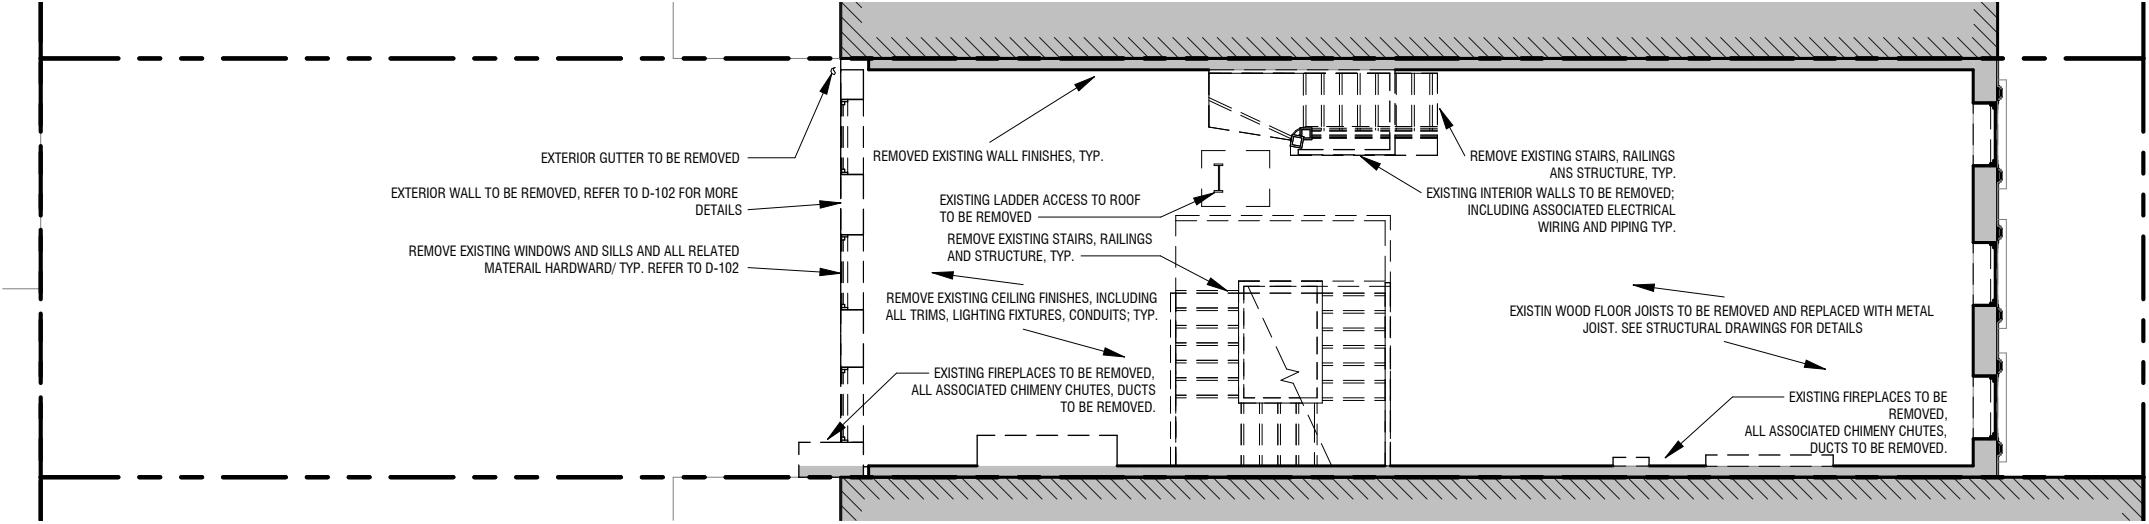 EXTERIOR GUTTER TO BE REMOVED
EXTERIOR WALL TO BE REMOVED, REFER TO D-102 FOR MORE
DETAILS
REMOVE EXISTING WINDOWS AND SILLS AND ALL RELATED
MATERAIL HARDWARD/ TYP. REFER TO D-102
REMOVED EXISTING WALL FINISHES, TYP.
EXISTING LADDER ACCESS TO ROOF
TO BE REMOVED
REMOVE EXISTING STAIRS, RAILINGS
AND STRUCTURE, TYP.
REMOVE EXISTING CEILING FINISHES, INCLUDING
ALL TRIMS, LIGHTING FIXTURES, CONDUITS; TYP.
EXISTING FIREPLACES TO BE REMOVED,
ALL ASSOCIATED CHIMENY CHUTES, DUCTS
TO BE REMOVED.
REMOVE EXISTING STAIRS, RAILINGS
ANS STRUCTURE, TYP.
EXISTING INTERIOR WALLS TO BE REMOVED;
INCLUDING ASSOCIATED ELECTRICAL
WIRING AND PIPING TYP.
EXISTIN WOOD FLOOR JOISTS TO BE REMOVED AND REPLACED WITH METAL
JOIST. SEE STRUCTURAL DRAWINGS FOR DETAILS
EXISTING FIREPLACES TO BE
REMOVED,
ALL ASSOCIATED CHIMENY CHUTES,
DUCTS TO BE REMOVED.